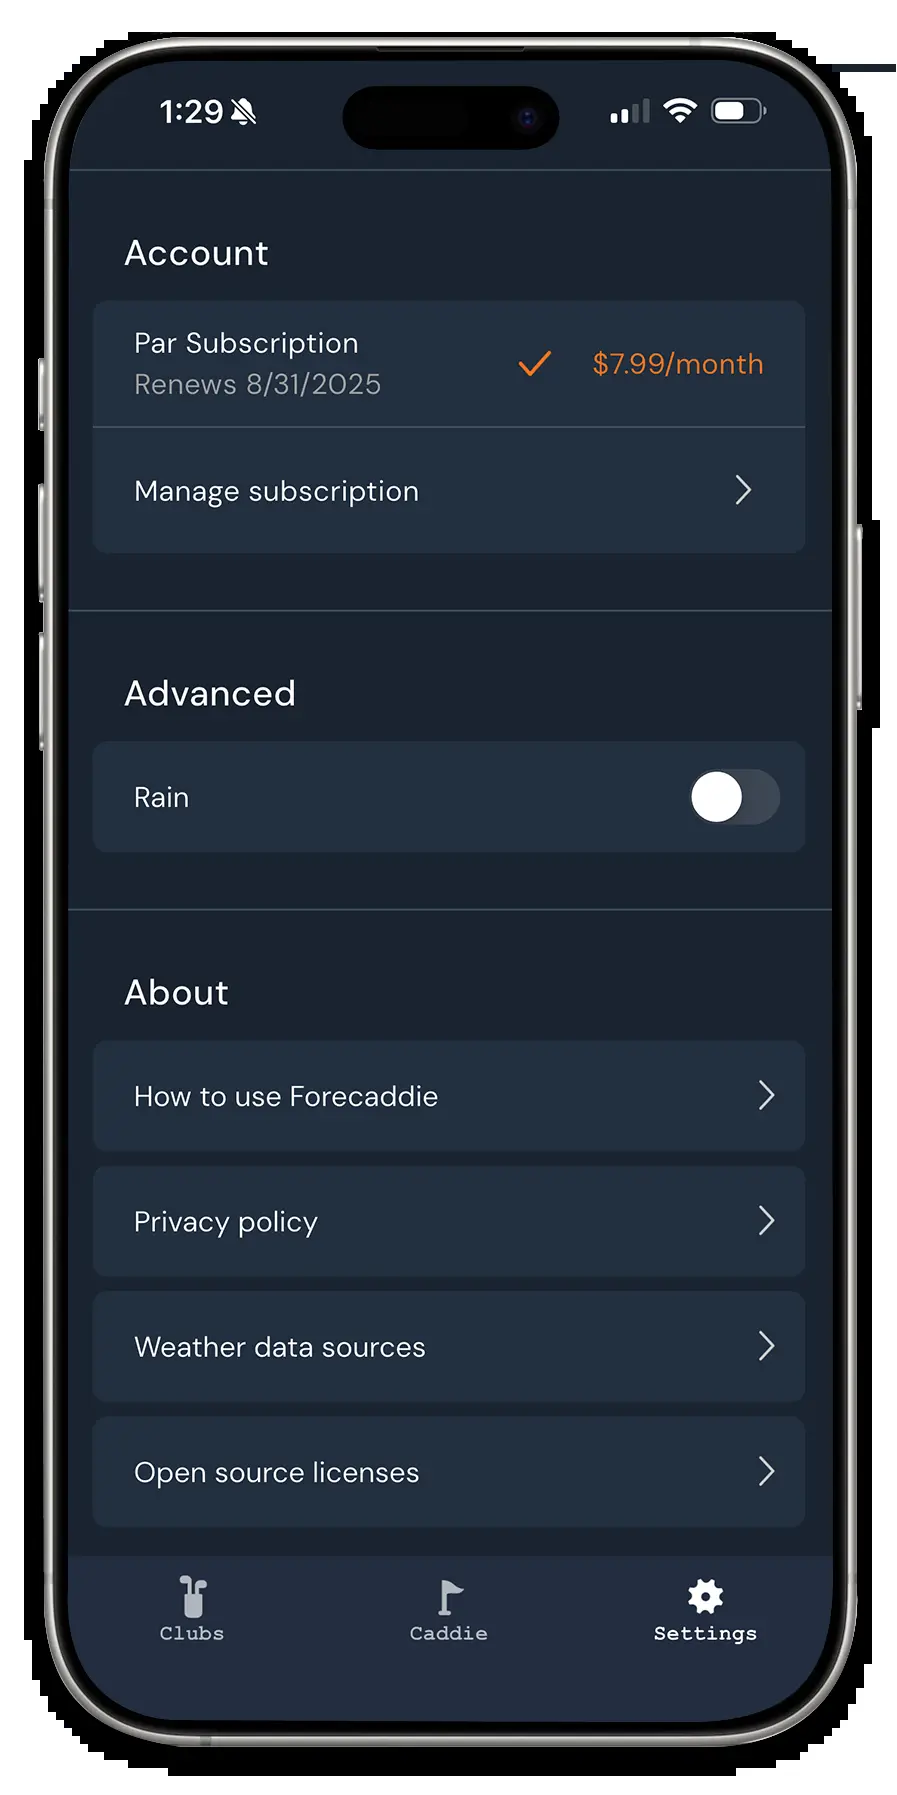 1:29
Account
Par Subscription
Renews 8/31/2025
$7.99/month
Manage subscription
Advanced
Rain
About
How to use Forecaddie
Privacy policy
Weather data sources
Open source licenses
Clubs
Caddie
Settings